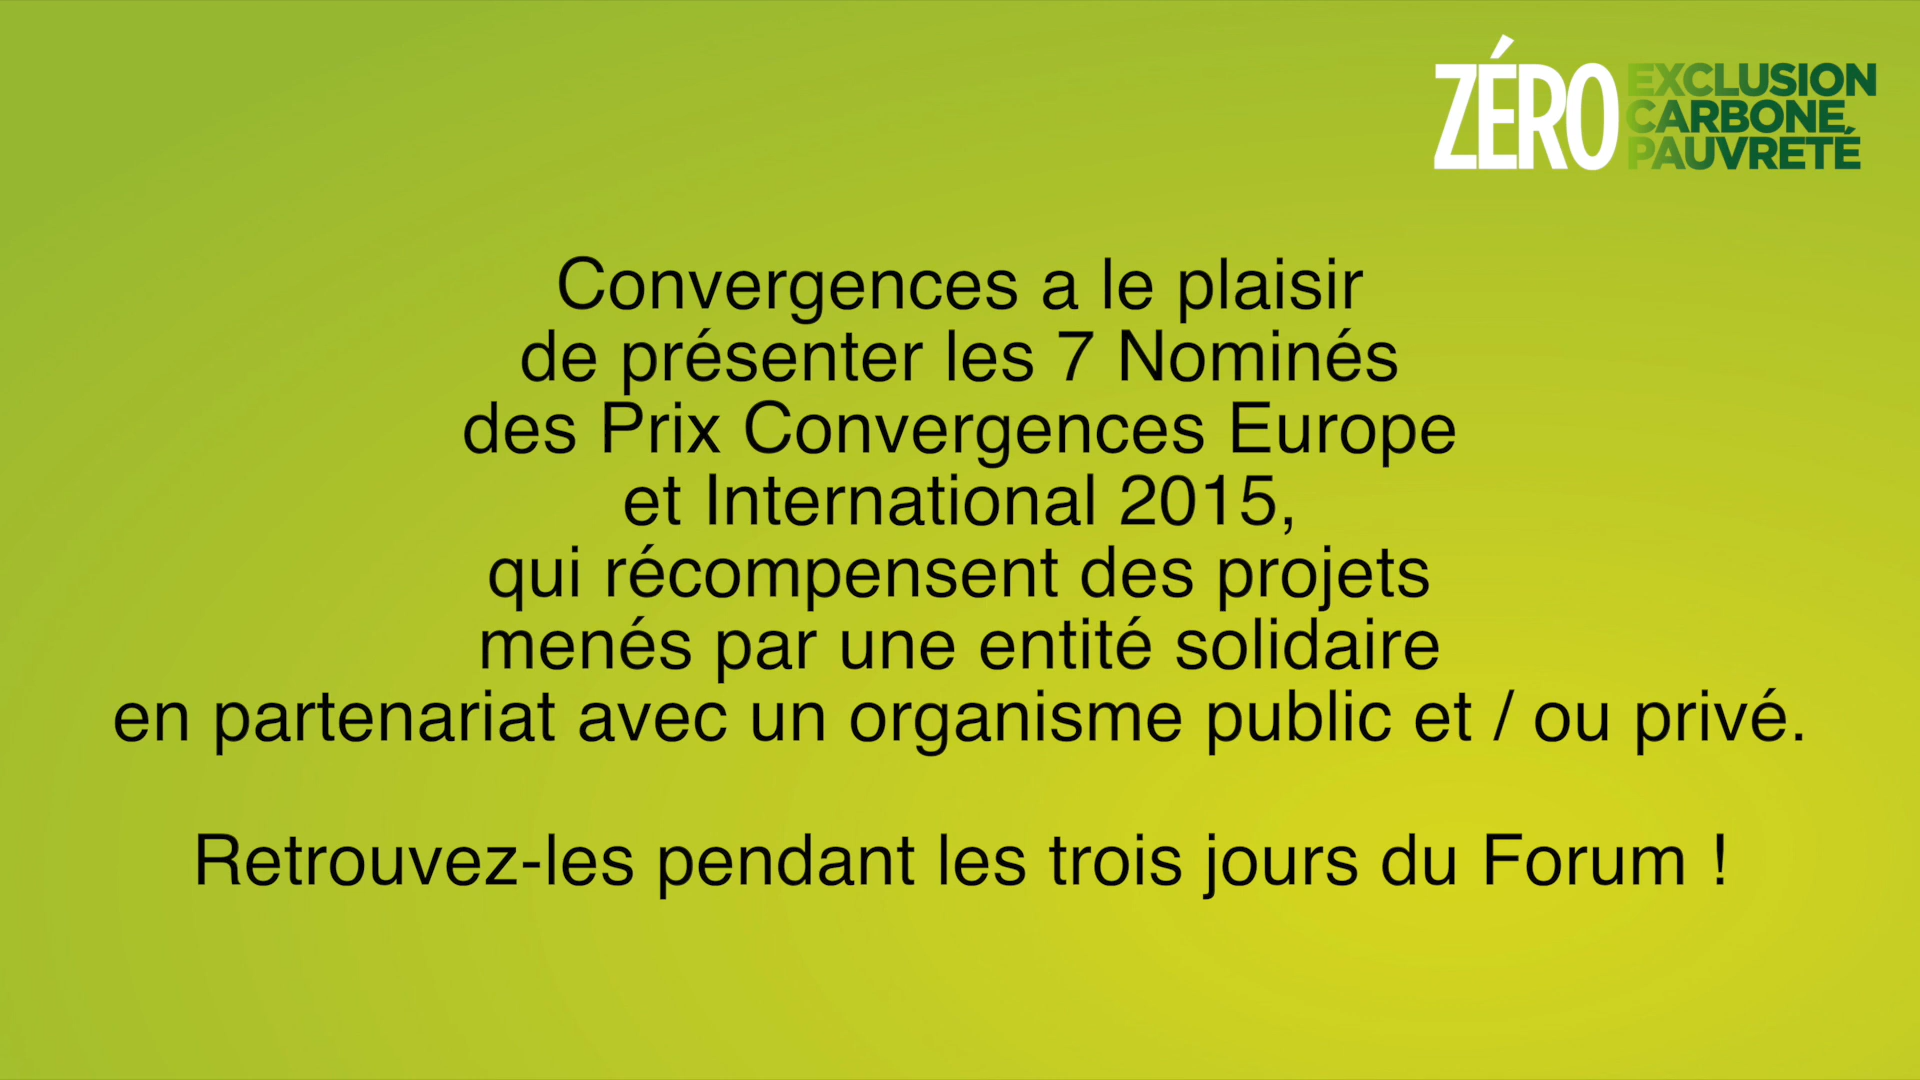 ZÉRO EXCLUSION
CARBONE
PAUVRETÉ
Convergences a le plaisir
de présenter les 7 Nominés
des Prix Convergences Europe
et International 2015,
qui récompensent des projets
menés par une entité solidaire
en partenariat avec un organisme public et / ou privé.
Retrouvez-les pendant les trois jours du Forum !